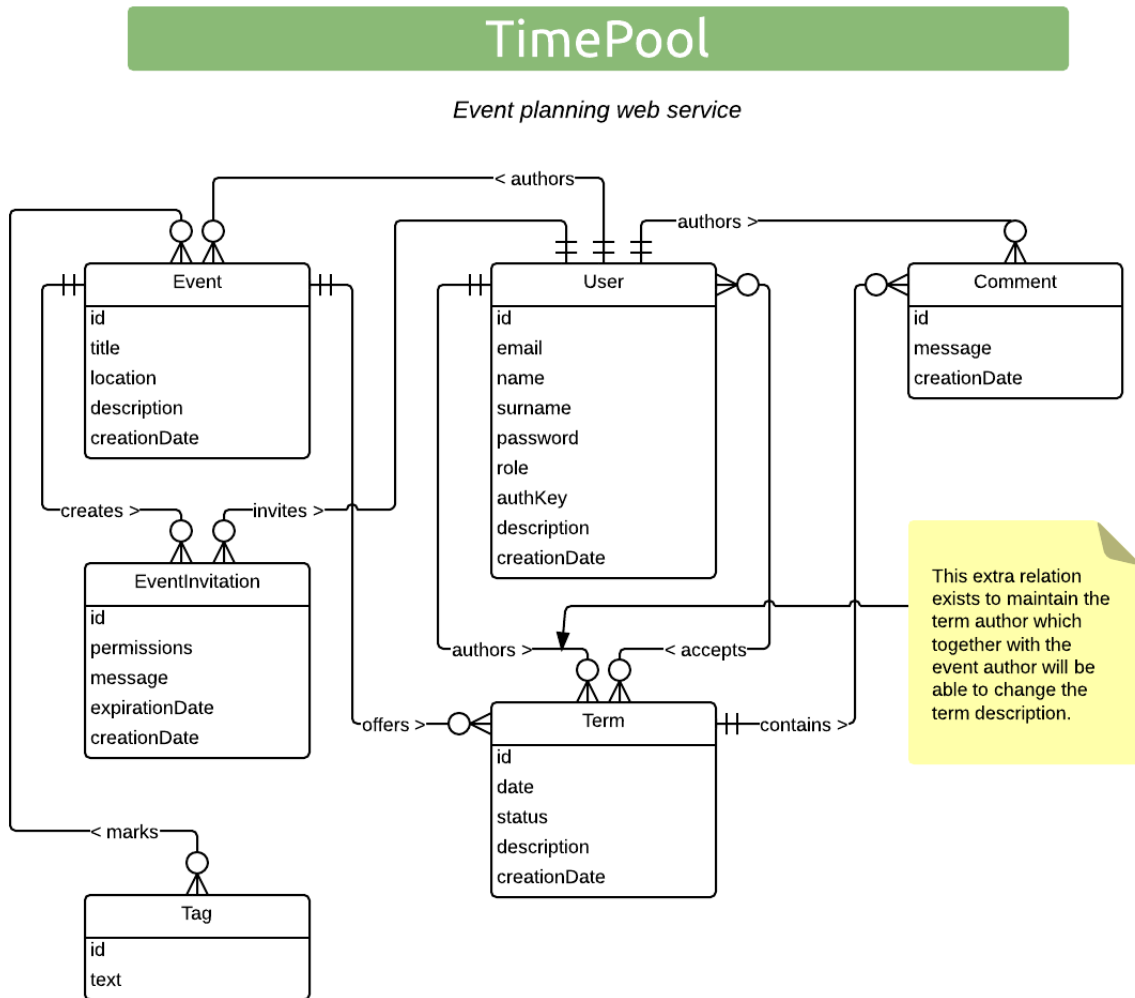 TimePool
Event planning web service
< authors
authors >
Event
id
title
location
description
creationDate
User
id
email
name
surname
password
role
authKey
description
creationDate
Comment
id
message
creationDate
creates >
invites >
EventInvitation
id
permissions
message
expirationDate
creationDate
This extra relation
exists to maintain the
term author which
together with the
event author will be
able to change the
term description.
authors >
< accepts
offers >
Term
id
date
status
description
creationDate
contains >
< marks
Tag
id
text